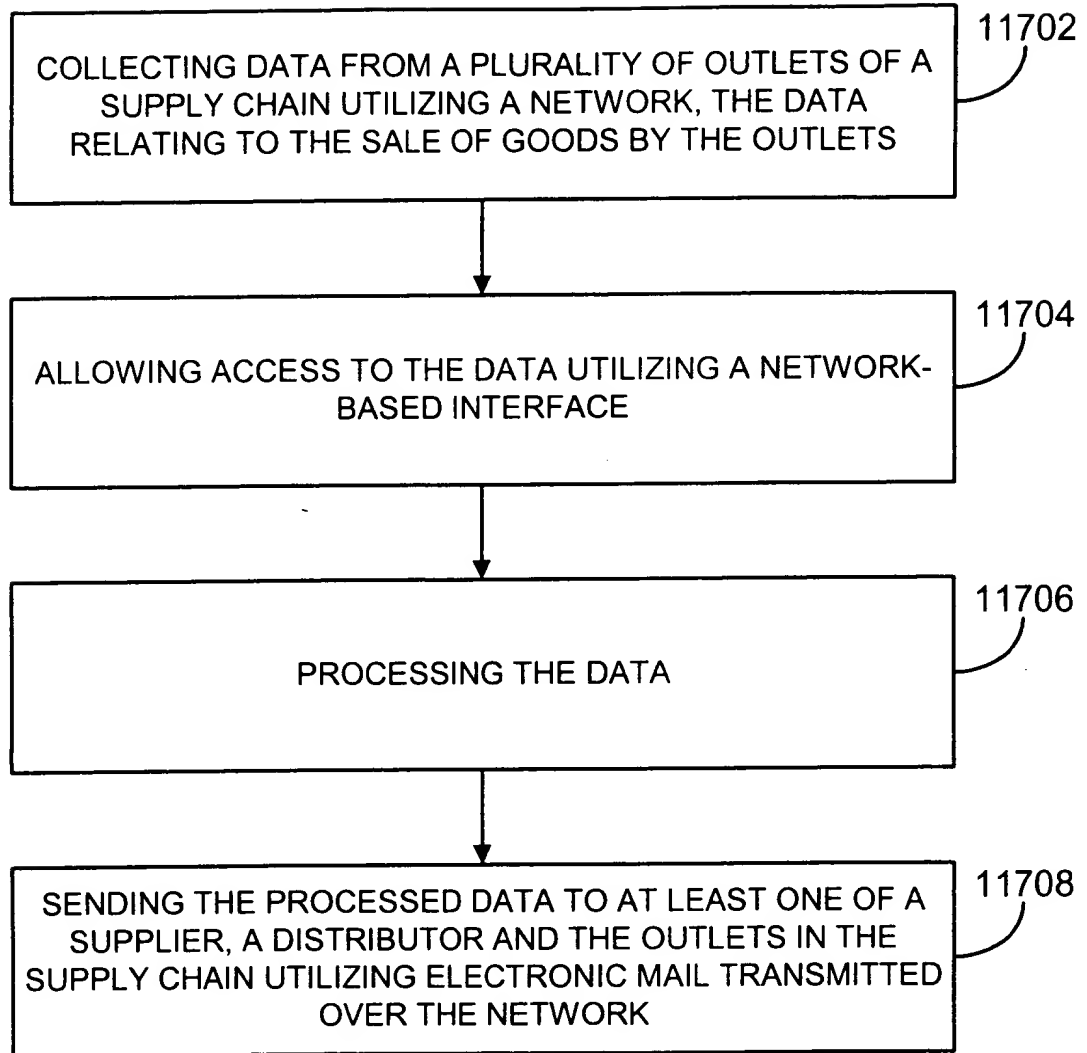 11702
COLLECTING DATA FROM A PLURALITY OF OUTLETS OF A
SUPPLY CHAIN UTILIZING A NETWORK, THE DATA
RELATING TO THE SALE OF GOODS BY THE OUTLETS
11704
ALLOWING ACCESS TO THE DATA UTILIZING A NETWORK-
BASED INTERFACE
11706
PROCESSING THE DATA
11708
SENDING THE PROCESSED DATA TO AT LEAST ONE OF A
SUPPLIER, A DISTRIBUTOR AND THE OUTLETS IN THE
SUPPLY CHAIN UTILIZING ELECTRONIC MAIL TRANSMITTED
OVER THE NETWORK